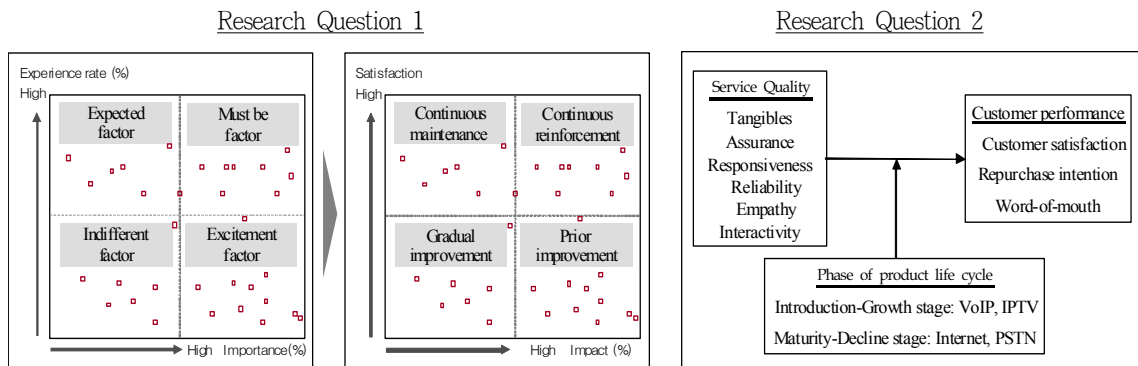 Research Question 1
Experience rate (%)
High
Expected
factor
Must be
factor
Indifferent
factor
Excitement
factor
High Importance(%)
Satisfaction
High
Continuous
maintenance
Continuous
reinforcement
Gradual
improvement
Prior
improvement
High Impact (%)
Research Question 2
Service Quality
Tangibles
Assurance
Responsiveness
Reliability
Empathy
Interactivity
Customer performance
Customer satisfaction
Repurchase intention
Word-of-mouth
Phase of product life cycle
Introduction-Growth stage: VoIP, IPTV
Maturity-Decline stage: Internet, PSTN